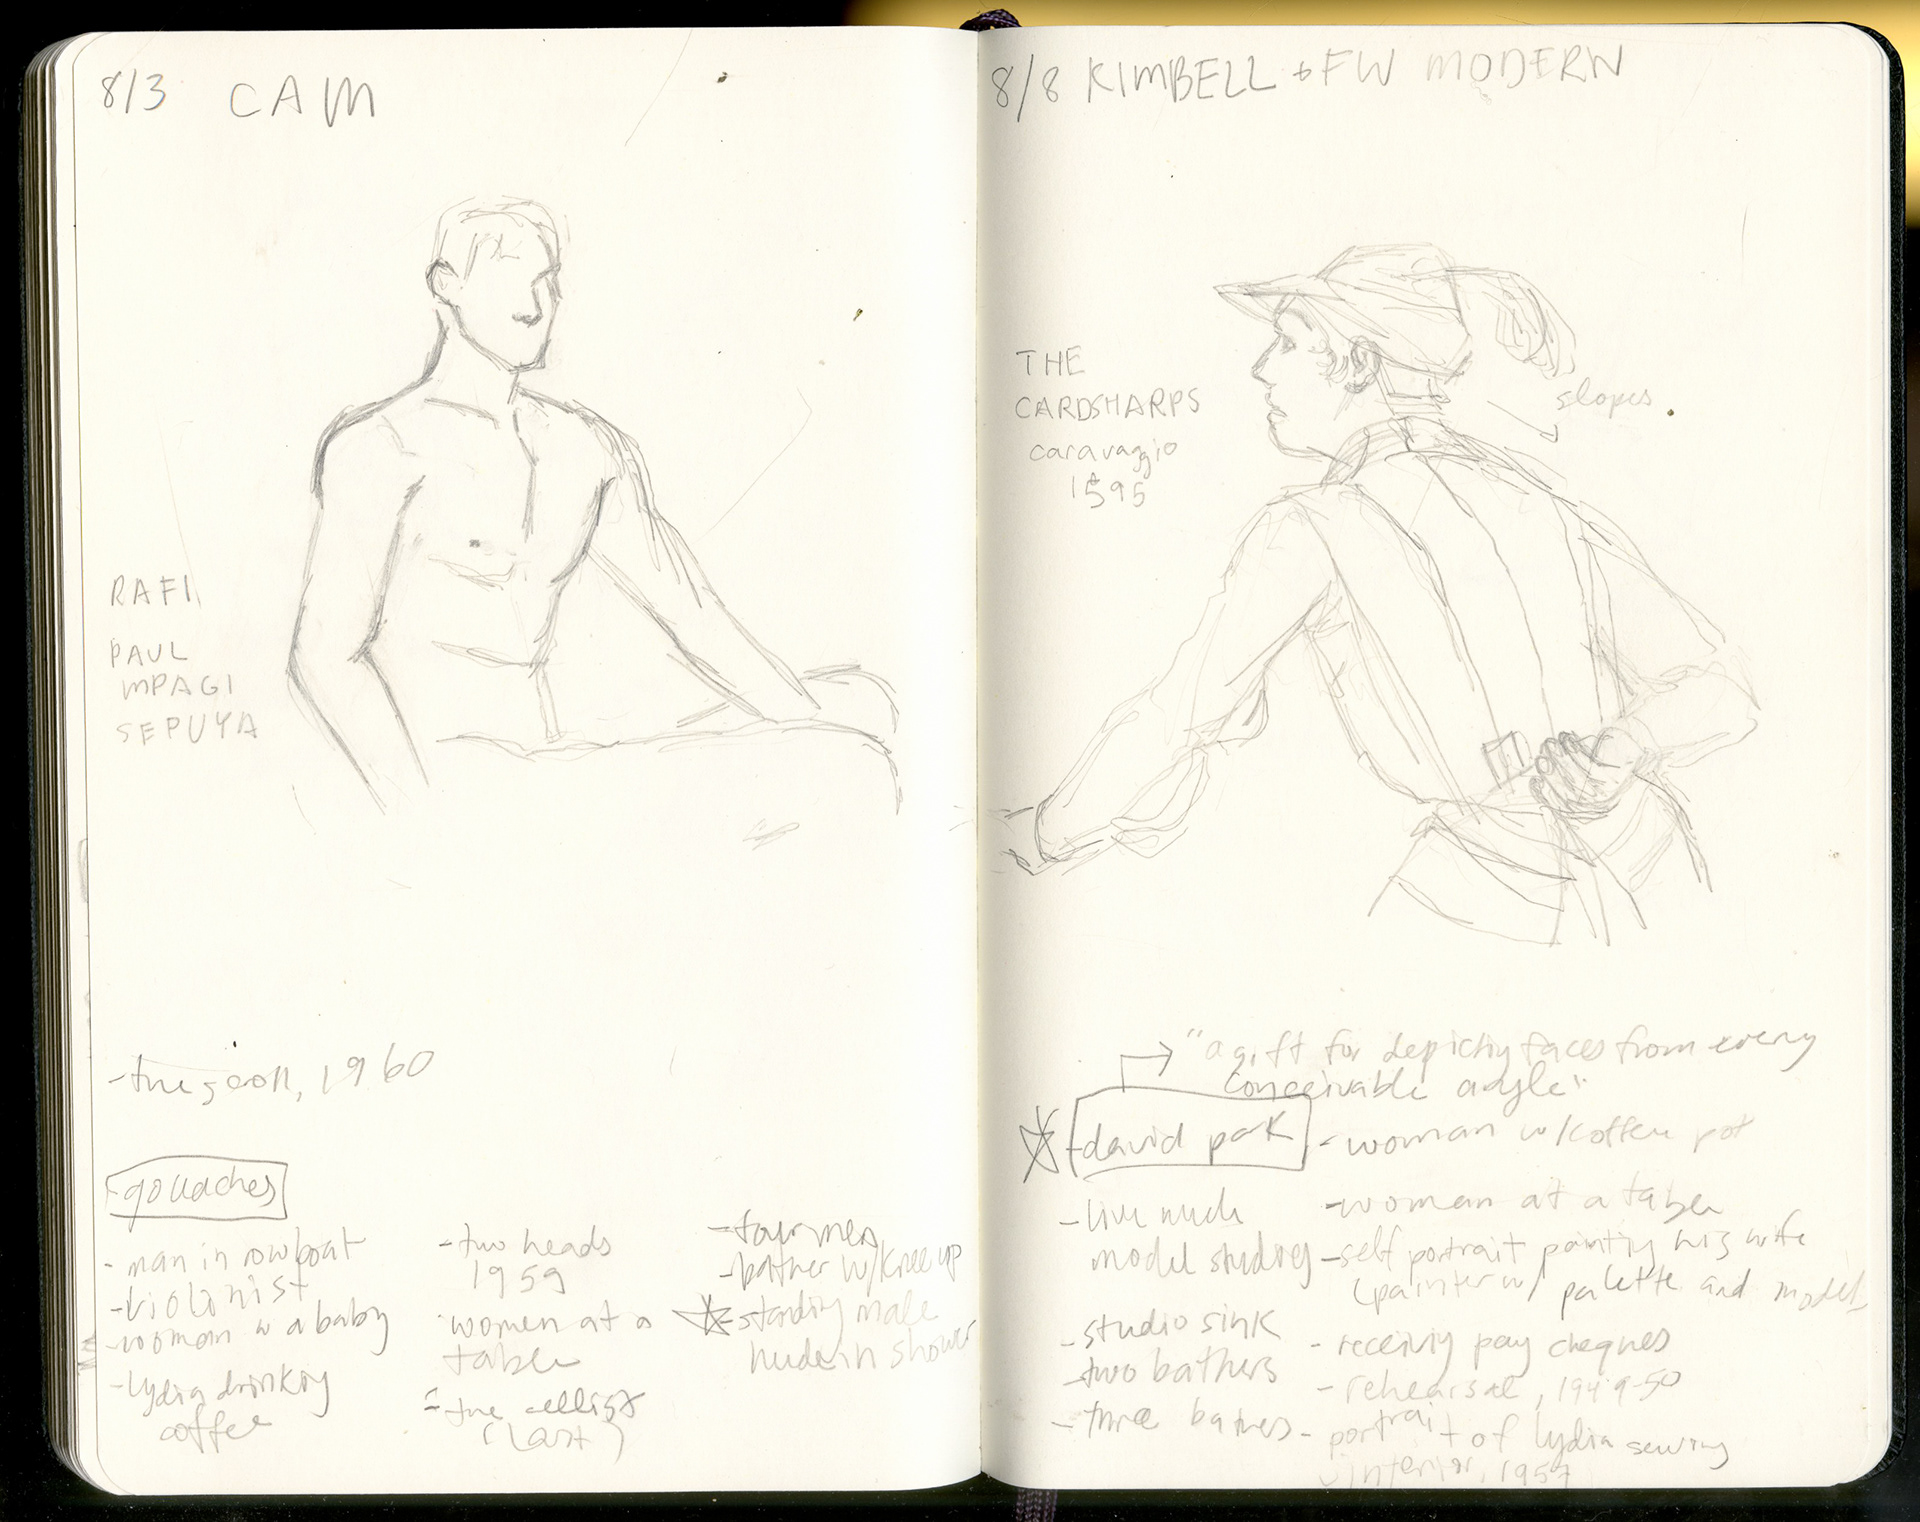 8/3 CAM
RAFI
PAUL
MPAGI
SEPUYA
- the scroll, 1960
- gouaches
- man in rowboat
- violinist
- woman w a baby
- lydia drinking
coffee
- two heads
1959
women at a
table
- the cellist
(last)
- four men
- bather w/ knee up
- standing male
nude in shower
8/8 KIMBELL + FW MODERN
THE
CARDSHARPS
caravaggio
1595
slopes
"a gift for depicting faces from every
conceivable angle"
- david park
- live nude
model studies
- studio sink
- two bathers
- three bathers
- woman w/ coffee pot
- woman at a table
- self portrait painting his wife
(painter w/ palette and model
- receiving pay cheques
- rehearsal, 1949-50
- portrait of lydia sewing
- interior, 1957